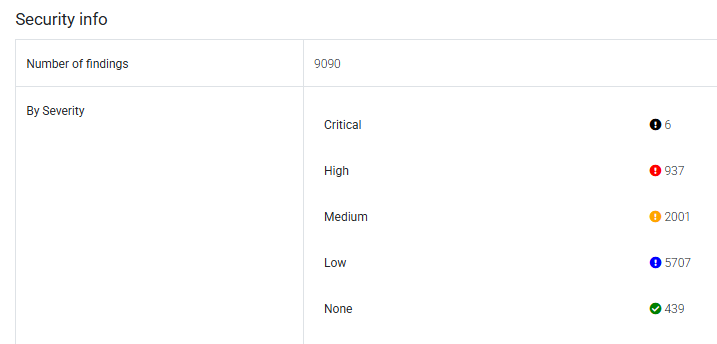 Security info
Number of findings 9090
By Severity
Critical 6
High 937
Medium 2001
Low 5707
None 439